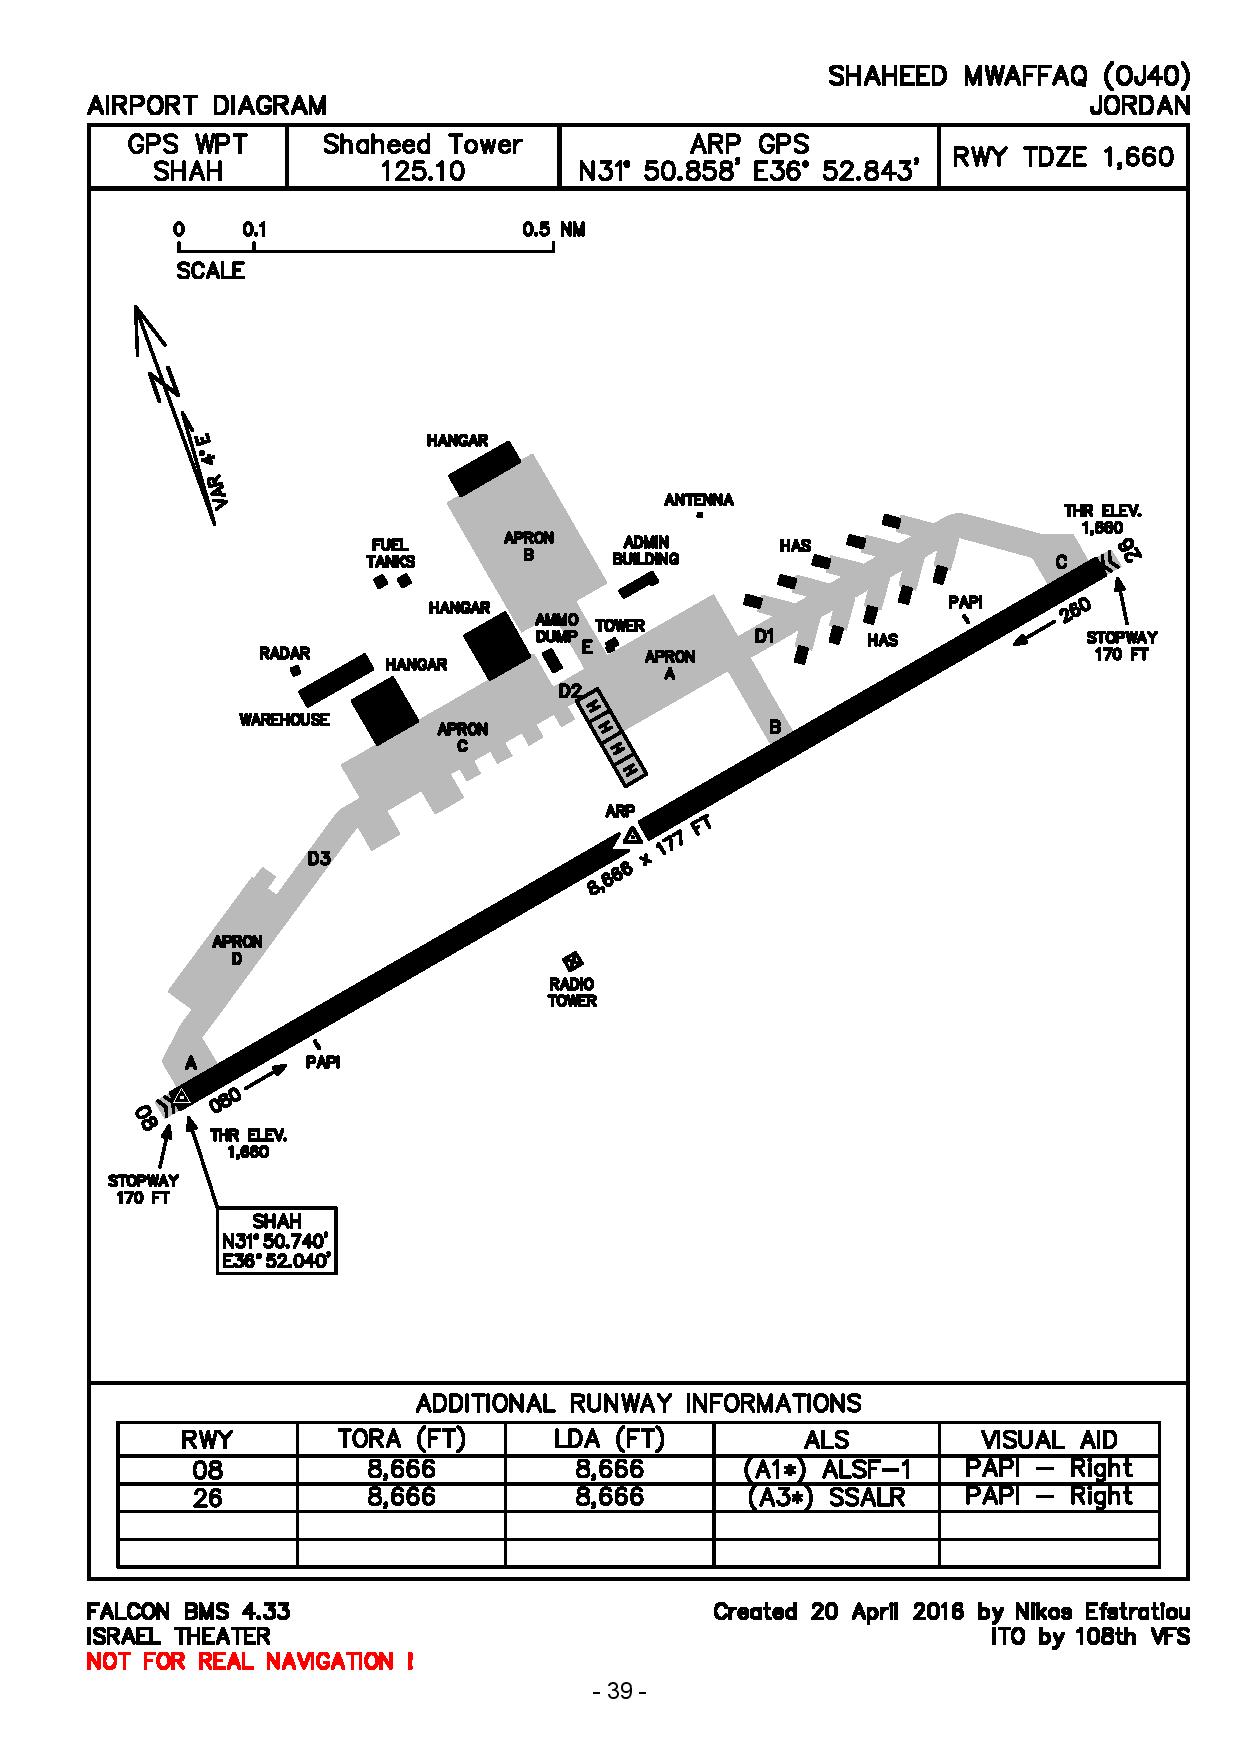 SHAHEED MWAFFAQ (OJ40)
AIRPORT DIAGRAM
JORDAN
GPS WPT
SHAH
Shaheed Tower
125.10
ARP GPS
N31° 50.858' E36° 52.843'
RWY TDZE 1,660
0 0.1 0.5 NM
SCALE
VAR 4° E
HANGAR
ANTENNA
THR ELEV.
1,660
26
FUEL
TANKS
APRON
B
ADMIN
BUILDING
HAS
C
HANGAR
AMMO
DUMP
TOWER
E
PAPI
260
D1
HAS
STOPWAY
170 FT
RADAR
HANGAR
APRON
A
D2
WAREHOUSE
APRON
C
H
H
H
H
B
ARP
8,666 x 177 FT
D3
APRON
D
RADIO
TOWER
A
PAPI
080
08
THR ELEV.
1,660
STOPWAY
170 FT
SHAH
N31° 50.740'
E36° 52.040'
ADDITIONAL RUNWAY INFORMATIONS
RWY TORA (FT) LDA (FT) ALS VISUAL AID
08 8,666 8,666 (A1*) ALSF-1 PAPI - Right
26 8,666 8,666 (A3*) SSALR PAPI - Right
FALCON BMS 4.33
Created 20 April 2016 by Nikos Efstratiou
ISRAEL THEATER
ITO by 108th VFS
NOT FOR REAL NAVIGATION !
- 39 -